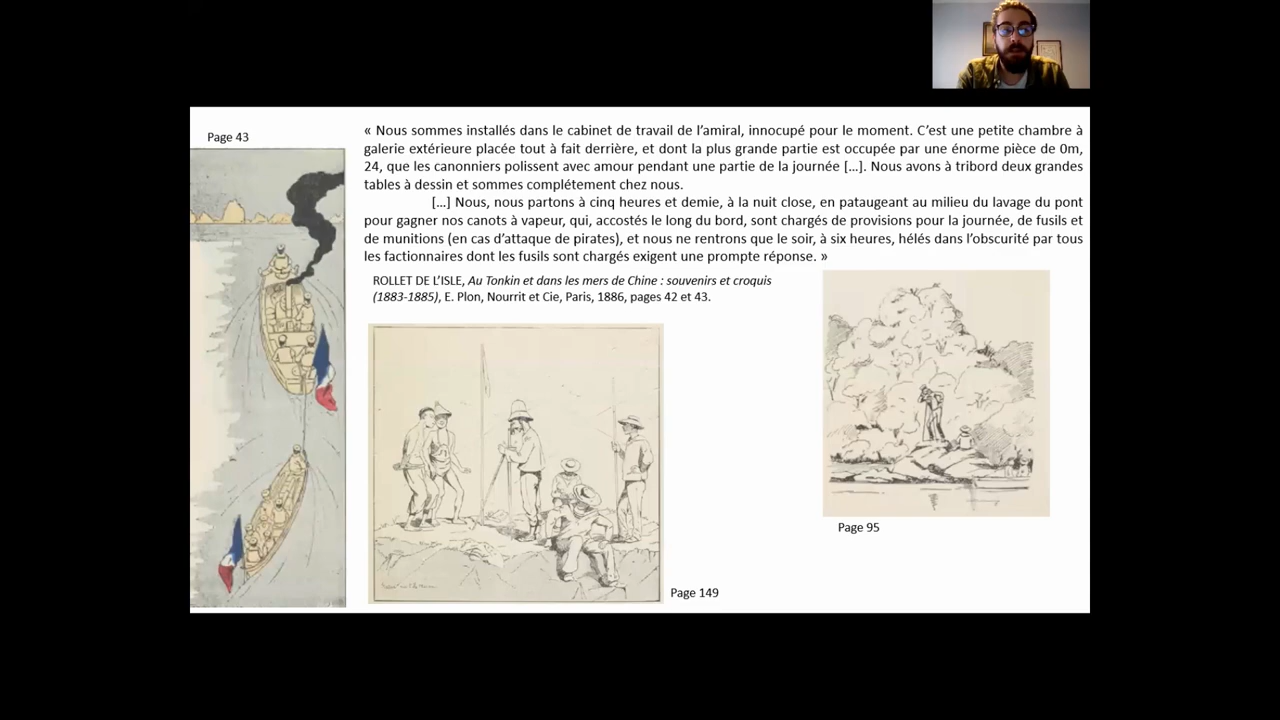 Page 43
« Nous sommes installés dans le cabinet de travail de l'amiral, innocupé pour le moment. C'est une petite chambre à
galerie extérieure placée tout à fait derrière, et dont la plus grande partie est occupée par une énorme pièce de 0m,
24, que les canonniers polissent avec amour pendant une partie de la journée […]. Nous avons à tribord deux grandes
tables à dessin et sommes complétement chez nous.
[…] Nous, nous partons à cinq heures et demie, à la nuit close, en pataugeant au milieu du lavage du pont
pour gagner nos canots à vapeur, qui, accostés le long du bord, sont chargés de provisions pour la journée, de fusils et
de munitions (en cas d'attaque de pirates), et nous ne rentrons que le soir, à six heures, hélés dans l'obscurité par tous
les factionnaires dont les fusils sont chargés exigent une prompte réponse. »
ROLLET DE L'ISLE, Au Tonkin et dans les mers de Chine : souvenirs et croquis
(1883-1885), E. Plon, Nourrit et Cie, Paris, 1886, pages 42 et 43.
Page 95
Page 149